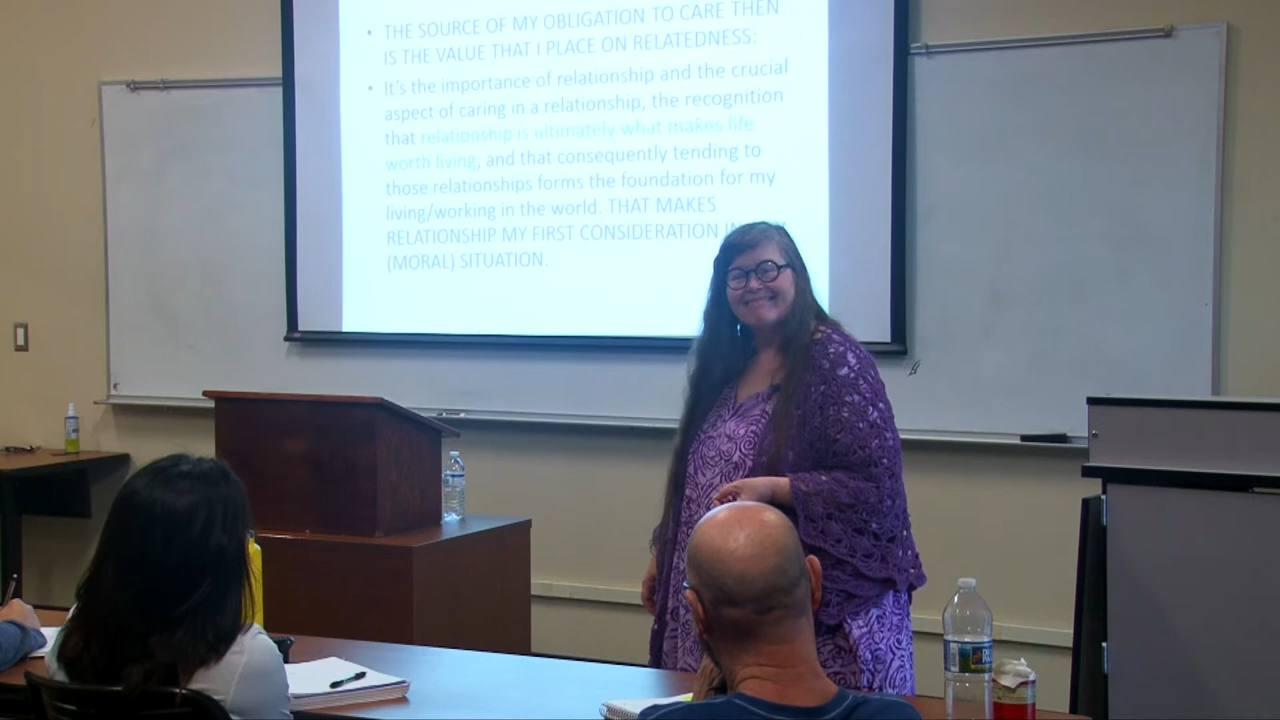 • THE SOURCE OF MY OBLIGATION TO CARE THEN
IS THE VALUE THAT I PLACE ON RELATEDNESS:
• It's the importance of relationship and the crucial
aspect of caring in a relationship, the recognition
that relationship is ultimately what makes life
worth living, and that consequently tending to
those relationships forms the foundation for my
living/working in the world. THAT MAKES
RELATIONSHIP MY FIRST CONSIDERATION
(MORAL) SITUATION.